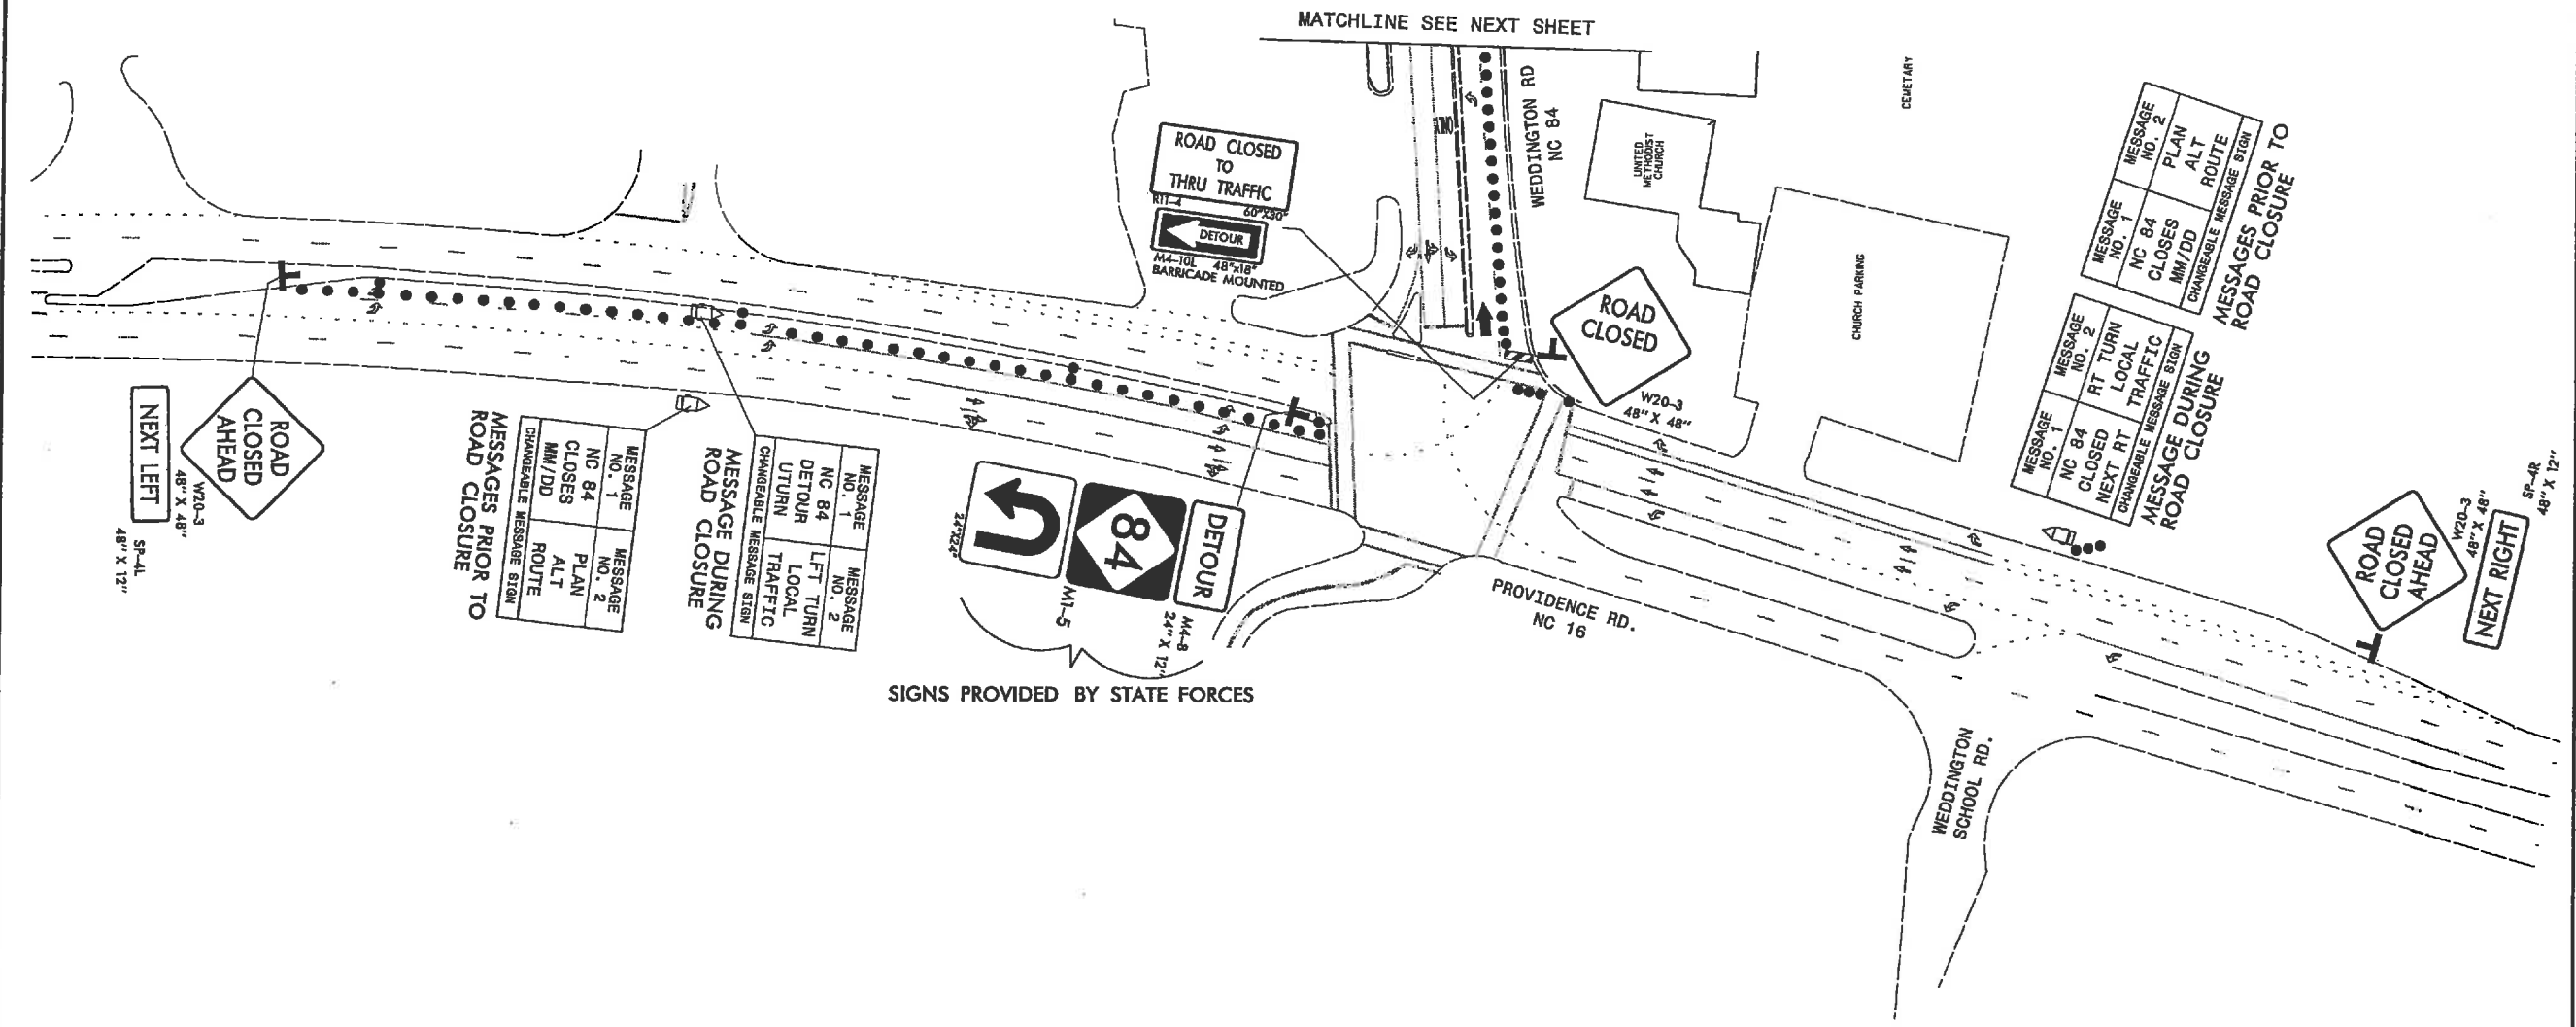 MATCHLINE SEE NEXT SHEET
WEDDINGTON RD
NC 84
ONLY
CEMETARY
UNITED
METHODIST
CHURCH
CHURCH PARKING
ROAD CLOSED
TO
THRU TRAFFIC
R11-4
60"X30"
DETOUR
M4-10L 48"x18"
BARRICADE MOUNTED
ROAD
CLOSED
W20-3
48" X 48"
MESSAGE
NO. 1
NC 84
CLOSES
MM/DD
MESSAGE
NO. 2
PLAN
ALT
ROUTE
CHANGEABLE MESSAGE SIGN
MESSAGES PRIOR TO
ROAD CLOSURE
MESSAGE
NO. 1
NC 84
CLOSED
NEXT RT
MESSAGE
NO. 2
RT TURN
LOCAL
TRAFFIC
CHANGEABLE MESSAGE SIGN
MESSAGE DURING
ROAD CLOSURE
ROAD
CLOSED
AHEAD
W20-3
48" X 48"
NEXT RIGHT
SP-4R
48" X 12"
ROAD
CLOSED
AHEAD
W20-3
48" X 48"
NEXT LEFT
SP-4L
48" X 12"
MESSAGE
NO. 1
NC 84
CLOSES
MM/DD
MESSAGE
NO. 2
PLAN
ALT
ROUTE
CHANGEABLE MESSAGE SIGN
MESSAGES PRIOR TO
ROAD CLOSURE
MESSAGE
NO. 1
NC 84
DETOUR
UTURN
MESSAGE
NO. 2
LFT TURN
LOCAL
TRAFFIC
CHANGEABLE MESSAGE SIGN
MESSAGE DURING
ROAD CLOSURE
DETOUR
M4-8
24" X 12"
84
M1-5
24"X24"
SIGNS PROVIDED BY STATE FORCES
PROVIDENCE RD.
NC 16
WEDDINGTON
SCHOOL RD.